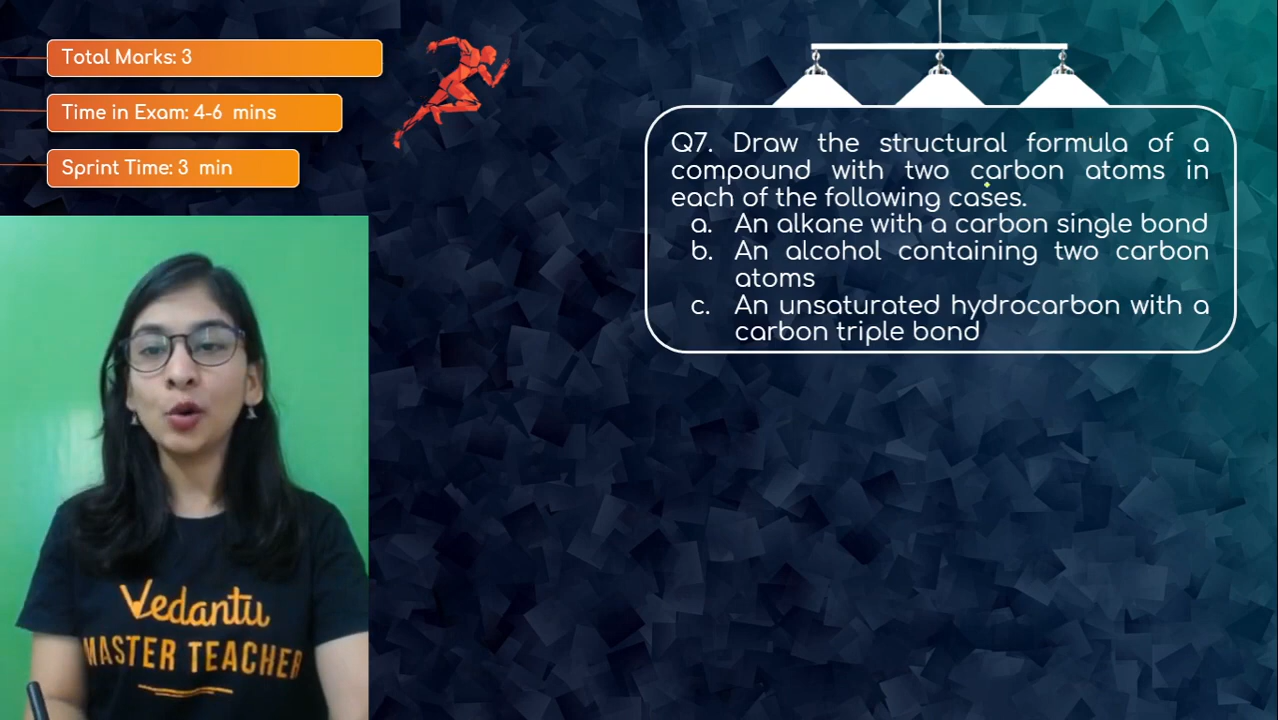 Total Marks: 3
Time in Exam: 4-6 mins
Sprint Time: 3 min
Q7. Draw the structural formula of a
compound with two carbon atoms in
each of the following cases.
a. An alkane with a carbon single bond
b. An alcohol containing two carbon
atoms
c. An unsaturated hydrocarbon with a
carbon triple bond
Vedantu
MASTER TEACHER